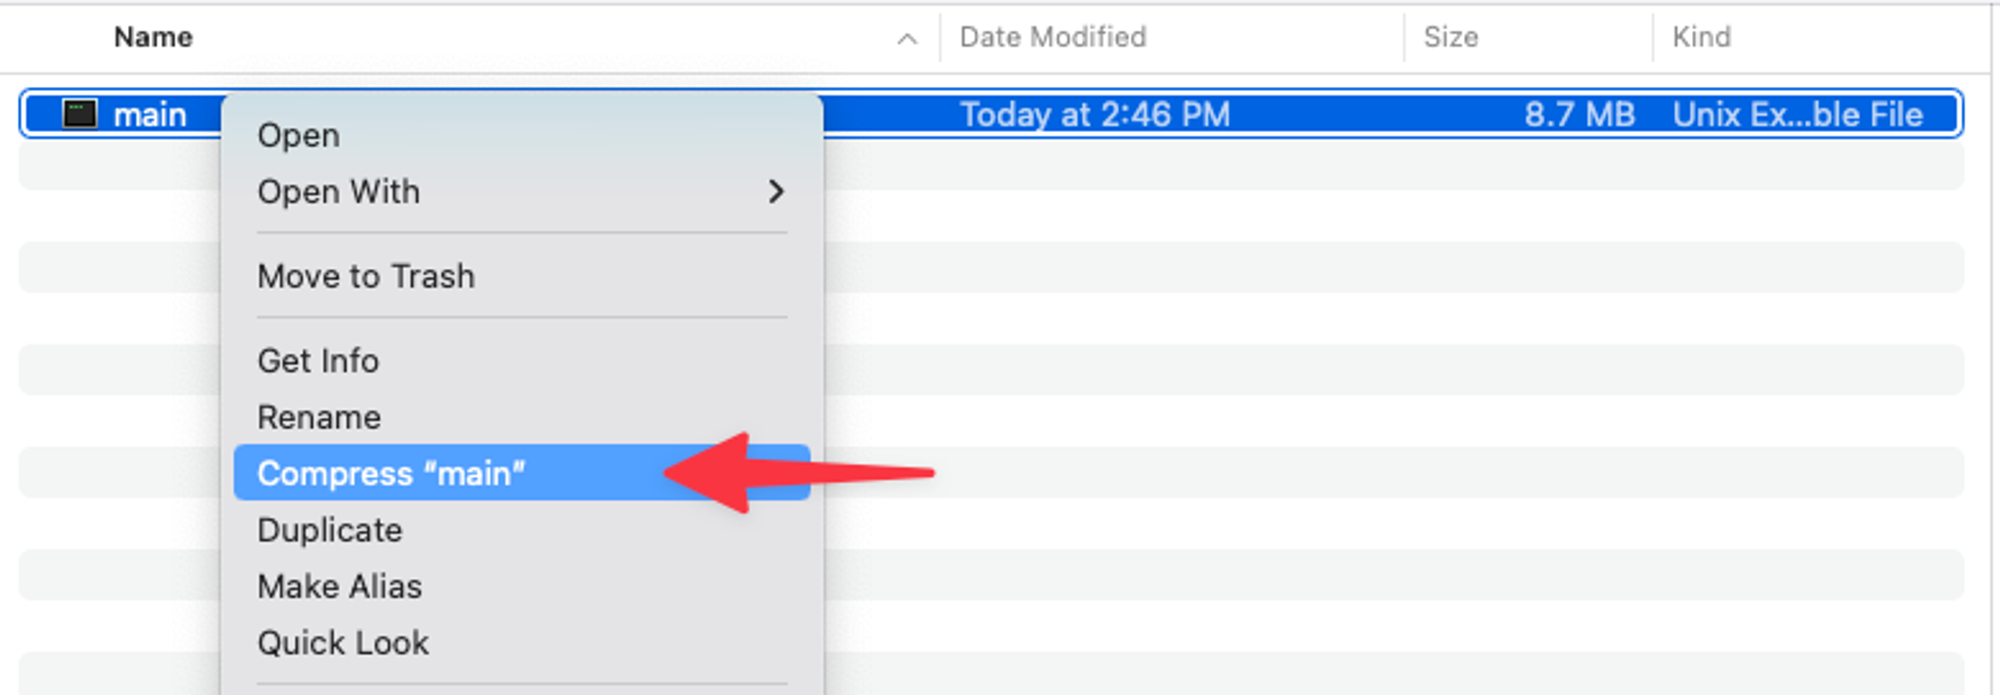 Name Date Modified Size Kind
main Today at 2:46 PM 8.7 MB Unix Ex...ble File
Open
Open With
Move to Trash
Get Info
Rename
Compress "main"
Duplicate
Make Alias
Quick Look